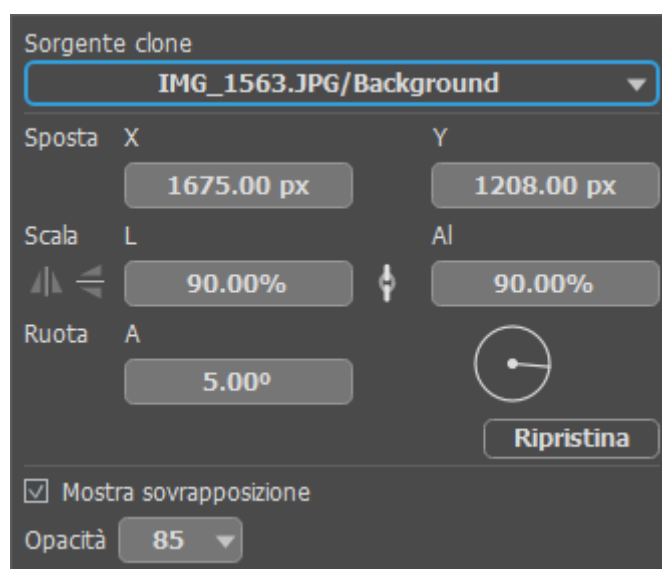 Sorgente clone
IMG_1563.JPG/Background
Sposta X Y
1675.00 px 1208.00 px
Scala L Al
90.00% 90.00%
Ruota A
5.00º
Ripristina
Mostra sovrapposizione
Opacità 85